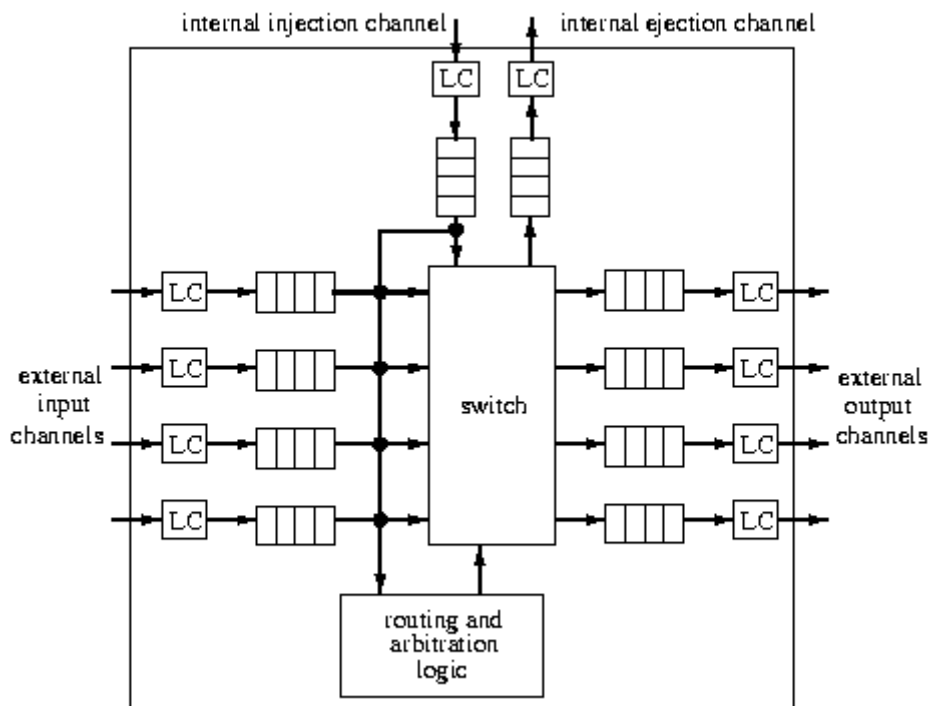 internal injection channel
internal ejection channel
LC
LC
LC
LC
LC
LC
external
input
channels
switch
external
output
channels
LC
LC
LC
LC
routing and
arbitration
logic